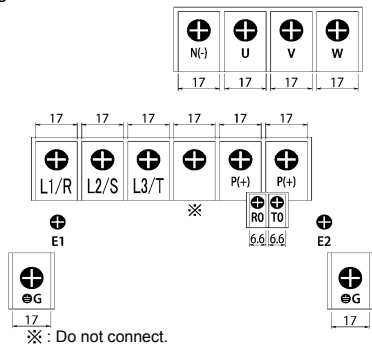 N(-) U V W
17 17 17 17
17 17 17 17 17 17
L1/R L2/S L3/T P(+) P(+)
※
R0 T0
E1 6.6 6.6 E2
⏚G ⏚G
17 17
※ : Do not connect.